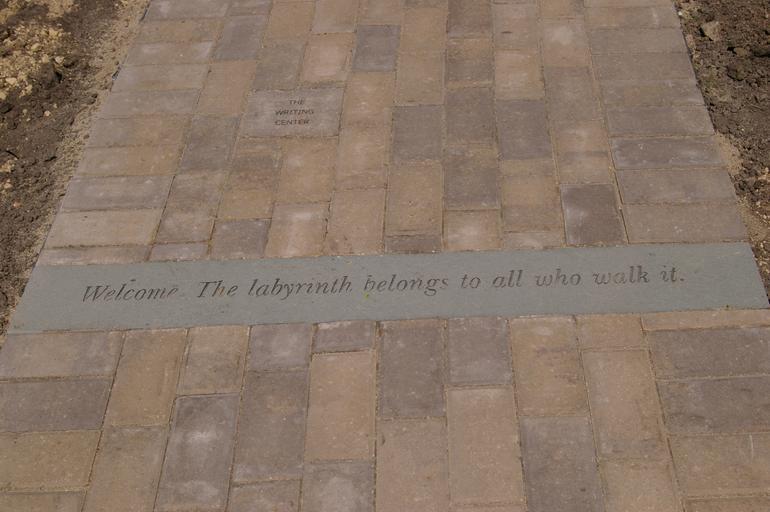 THE
WRITING
CENTER
Welcome. The labyrinth belongs to all who walk it.